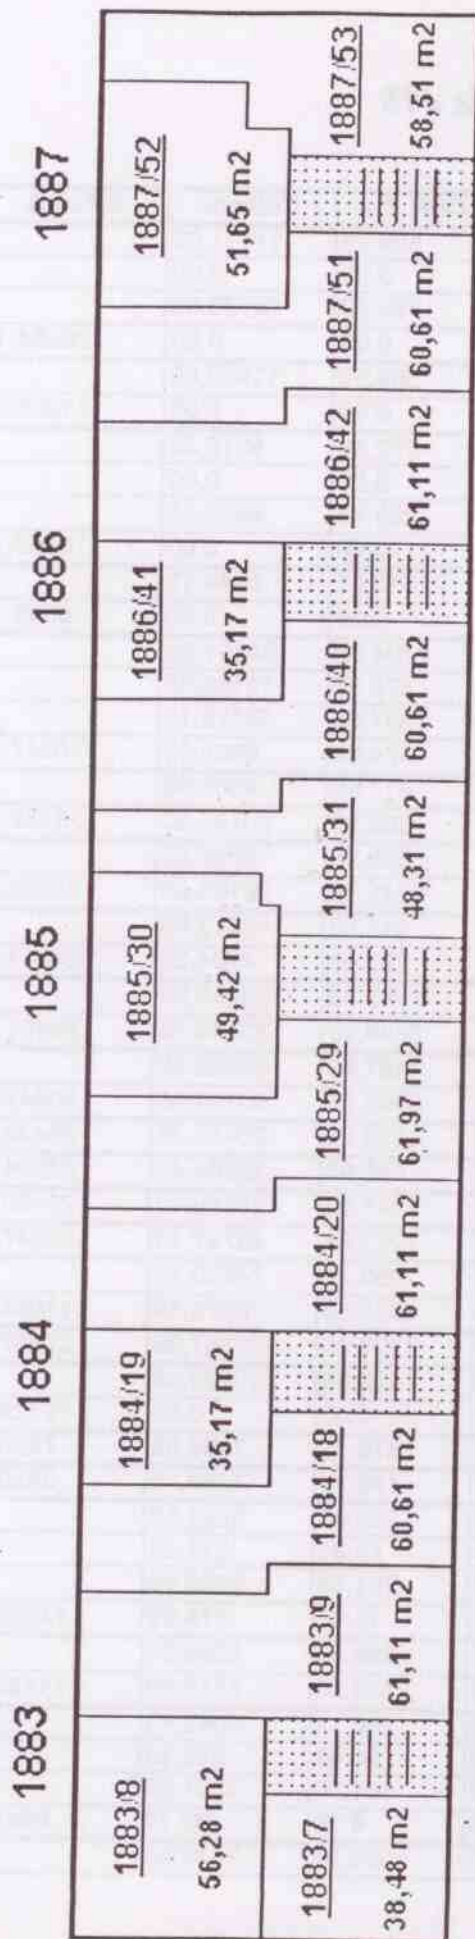 1883
1884
1885
1886
1887
1883/8
56,28 m2
1883/7
38,48 m2
1883/9
61,11 m2
1884/19
35,17 m2
1884/18
60,61 m2
1884/20
61,11 m2
1885/30
49,42 m2
1885/29
61,97 m2
1885/31
48,31 m2
1886/41
35,17 m2
1886/40
60,61 m2
1886/42
61,11 m2
1887/52
51,65 m2
1887/51
60,61 m2
1887/53
58,51 m2